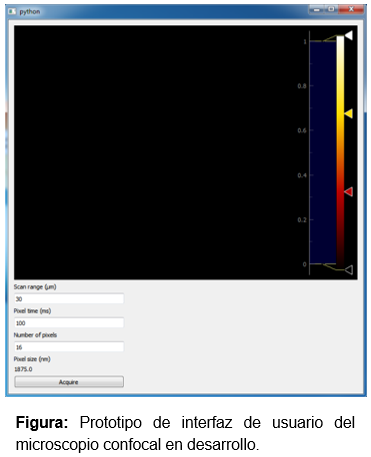 python
1
0.8
0.6
0.4
0.2
0
Scan range (µm)
30
Pixel time (ms)
100
Number of pixels
16
Pixel size (nm)
1875.0
Acquire
Figura: Prototipo de interfaz de usuario del
microscopio confocal en desarrollo.